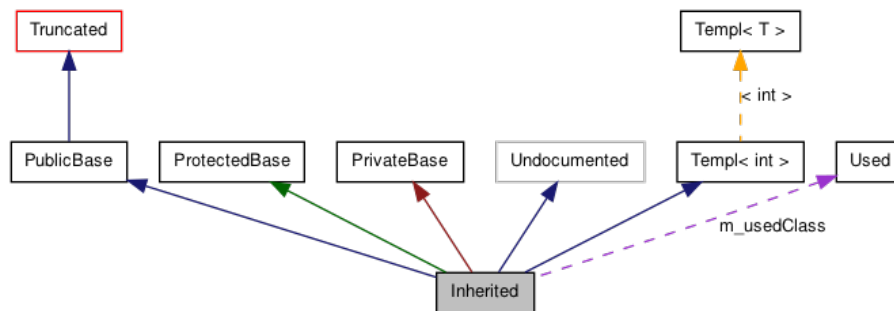 Truncated
Templ< T >
< int >
PublicBase
ProtectedBase
PrivateBase
Undocumented
Templ< int >
Used
m_usedClass
Inherited